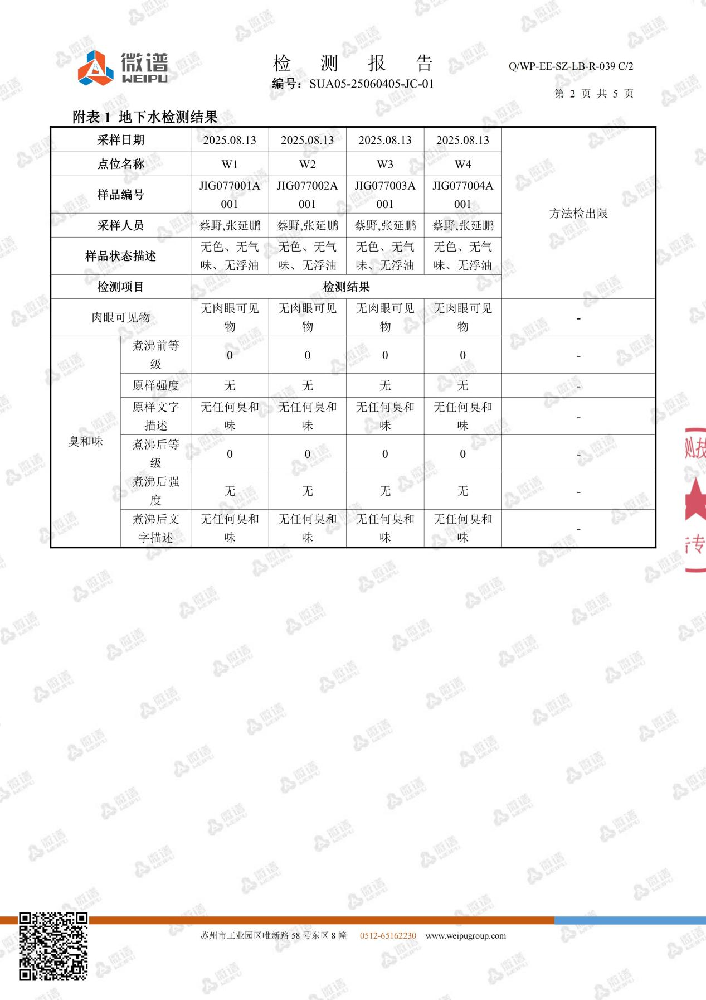 微谱
WEIPU
检测报告
编号：SUA05-25060405-JC-01
Q/WP-EE-SZ-LB-R-039 C/2
第 2 页 共 5 页
附表 1 地下水检测结果
采样日期 2025.08.13 2025.08.13 2025.08.13 2025.08.13 方法检出限
点位名称 W1 W2 W3 W4
样品编号 JIG077001A001 JIG077002A001 JIG077003A001 JIG077004A001
采样人员 蔡野,张延鹏 蔡野,张延鹏 蔡野,张延鹏 蔡野,张延鹏
样品状态描述 无色、无气味、无浮油 无色、无气味、无浮油 无色、无气味、无浮油 无色、无气味、无浮油
检测项目 检测结果
肉眼可见物 无肉眼可见物 无肉眼可见物 无肉眼可见物 无肉眼可见物 -
臭和味 煮沸前等级 0 0 0 0 -
原样强度 无 无 无 无 -
原样文字描述 无任何臭和味 无任何臭和味 无任何臭和味 无任何臭和味 -
煮沸后等级 0 0 0 0 -
煮沸后强度 无 无 无 无 -
煮沸后文字描述 无任何臭和味 无任何臭和味 无任何臭和味 无任何臭和味 -
苏州市工业园区唯新路 58 号东区 8 幢 0512-65162230 www.weipugroup.com